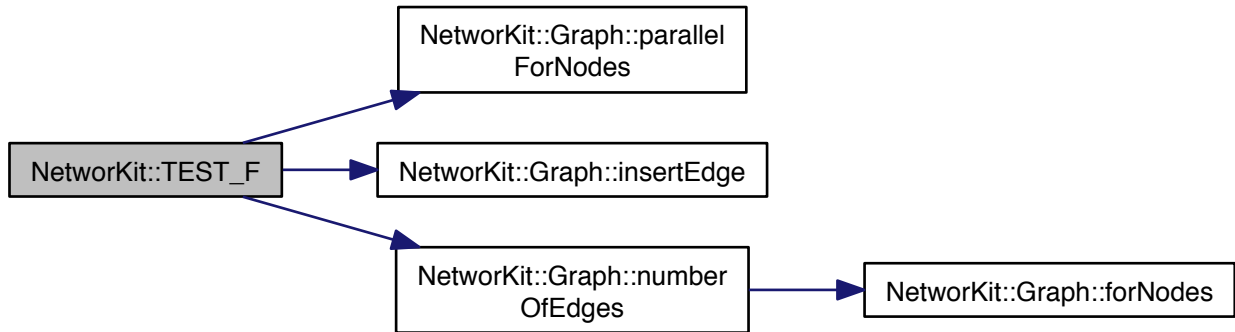 NetworKit::Graph::parallel
ForNodes
NetworKit::TEST_F
NetworKit::Graph::insertEdge
NetworKit::Graph::number
OfEdges
NetworKit::Graph::forNodes